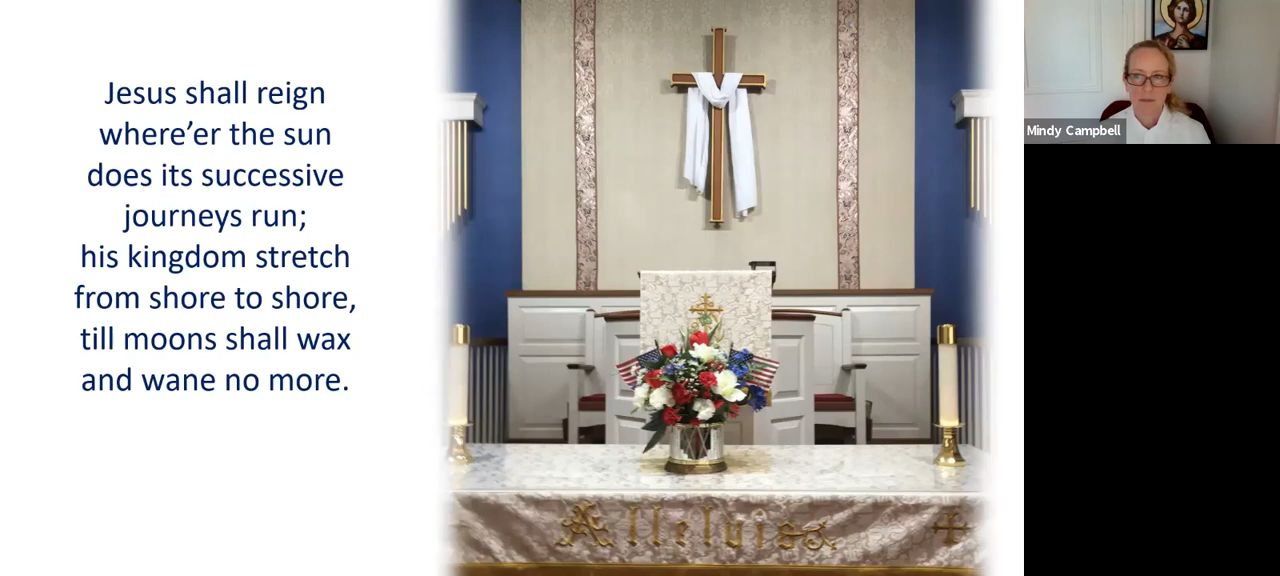 Jesus shall reign
where’er the sun
does its successive
journeys run;
his kingdom stretch
from shore to shore,
till moons shall wax
and wane no more.
Mindy Campbell
Alleluia